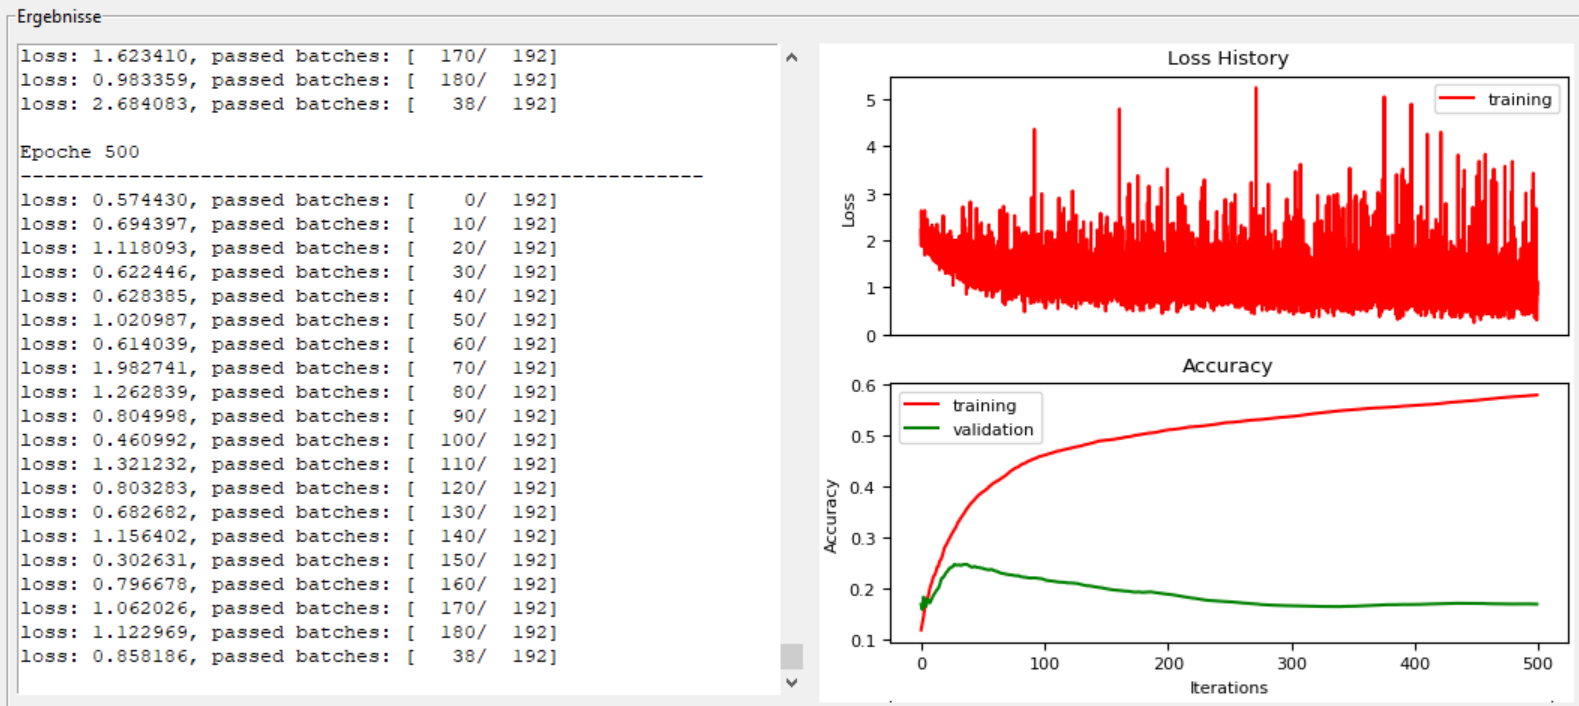 Ergebnisse
loss: 1.623410, passed batches: [  170/  192]
loss: 0.983359, passed batches: [  180/  192]
loss: 2.684083, passed batches: [   38/  192]
Epoche 500
---------------------------------------------------------
loss: 0.574430, passed batches: [    0/  192]
loss: 0.694397, passed batches: [   10/  192]
loss: 1.118093, passed batches: [   20/  192]
loss: 0.622446, passed batches: [   30/  192]
loss: 0.628385, passed batches: [   40/  192]
loss: 1.020987, passed batches: [   50/  192]
loss: 0.614039, passed batches: [   60/  192]
loss: 1.982741, passed batches: [   70/  192]
loss: 1.262839, passed batches: [   80/  192]
loss: 0.804998, passed batches: [   90/  192]
loss: 0.460992, passed batches: [  100/  192]
loss: 1.321232, passed batches: [  110/  192]
loss: 0.803283, passed batches: [  120/  192]
loss: 0.682682, passed batches: [  130/  192]
loss: 1.156402, passed batches: [  140/  192]
loss: 0.302631, passed batches: [  150/  192]
loss: 0.796678, passed batches: [  160/  192]
loss: 1.062026, passed batches: [  170/  192]
loss: 1.122969, passed batches: [  180/  192]
loss: 0.858186, passed batches: [   38/  192]
Loss History
training
Loss
5
4
3
2
1
0
Accuracy
training
validation
Accuracy
0.6
0.5
0.4
0.3
0.2
0.1
0 100 200 300 400 500
Iterations